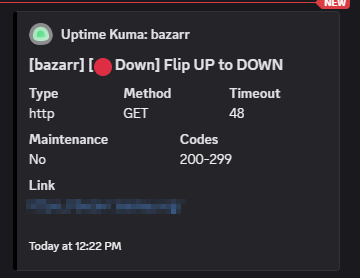 NEW
Uptime Kuma: bazarr
[bazarr] [🔴 Down] Flip UP to DOWN
Type Method Timeout
http GET 48
Maintenance Codes
No 200-299
Link
Today at 12:22 PM